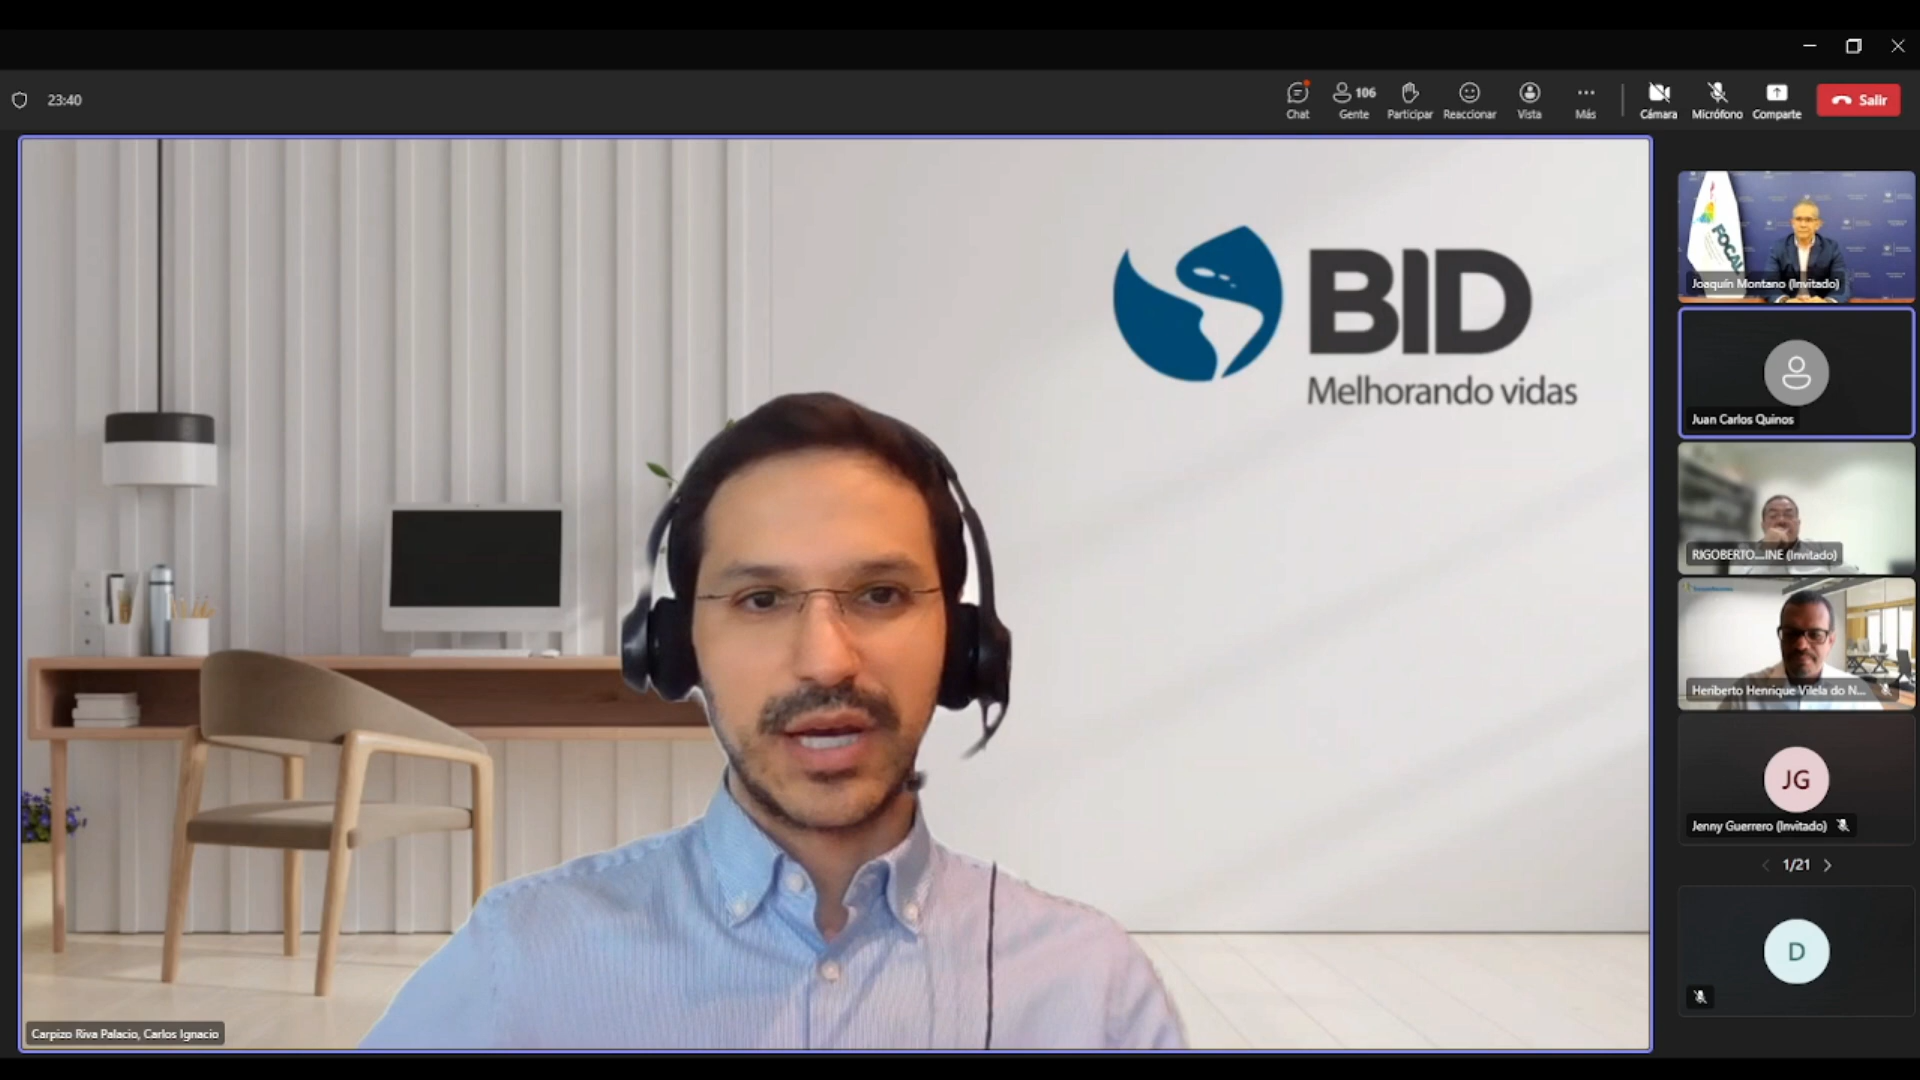 23:40
Chat
106
Gente
Participar
Reaccionar
Vista
Más
Cámara
Micrófono
Comparte
Salir
BID
Melhorando vidas
Carpizo Riva Palacio, Carlos Ignacio
FOCAL
Joaquín Montano (Invitado)
Juan Carlos Quinos
RIGOBERTO....INE (Invitado)
Heriberto Henrique Vilela do N...
JG
Jenny Guerrero (Invitado)
1/21
D